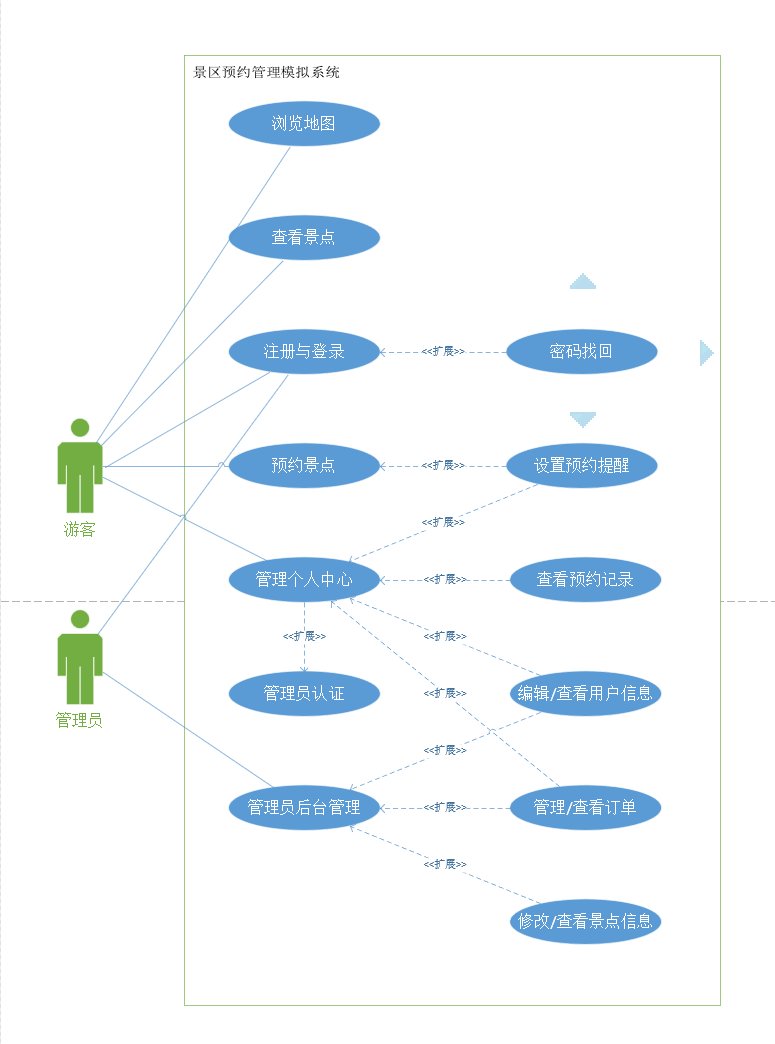 景区预约管理模拟系统
浏览地图
查看景点
注册与登录
<<扩展>>
密码找回
预约景点
<<扩展>>
设置预约提醒
游客
<<扩展>>
管理个人中心
<<扩展>>
查看预约记录
<<扩展>>
<<扩展>>
管理员认证
<<扩展>>
编辑/查看用户信息
管理员
<<扩展>>
管理员后台管理
<<扩展>>
管理/查看订单
<<扩展>>
修改/查看景点信息